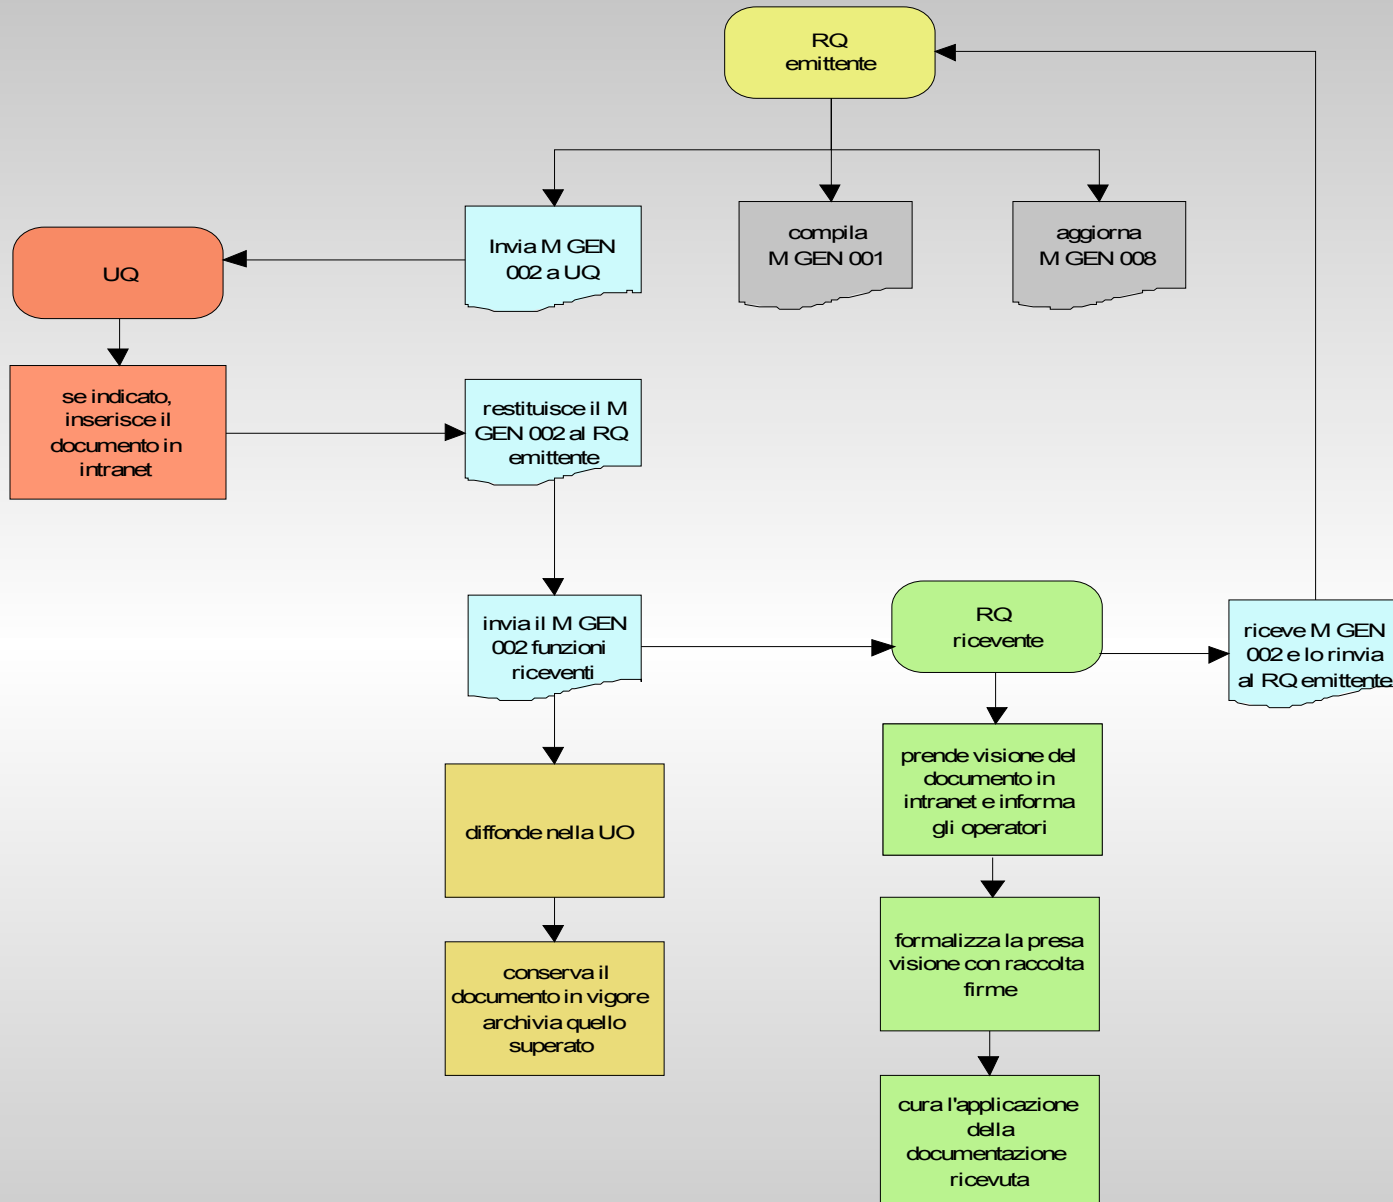 RQ
emittente
Invia M GEN
002 a UQ
compila
M GEN 001
aggiorna
M GEN 008
UQ
se indicato,
inserisce il
documento in
intranet
restituisce il M
GEN 002 al RQ
emittente
invia il M GEN
002 funzioni
riceventi
RQ
ricevente
riceve M GEN
002 e lo rinvia
al RQ emittente
prende visione del
documento in
intranet e informa
gli operatori
diffonde nella UO
formalizza la presa
visione con raccolta
firme
conserva il
documento in vigore
archivia quello
superato
cura l'applicazione
della
documentazione
ricevuta